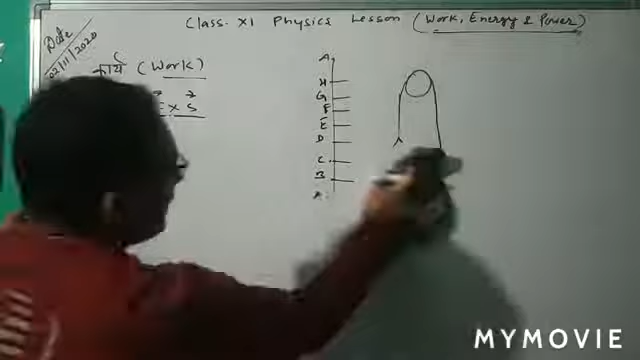 Class. XI Physics Lesson (Work, Energy & Power)
Date
02/11/2020
कार्य (Work)
F X S
A
H
G
F
E
D
C
B
A
MYMOVIE